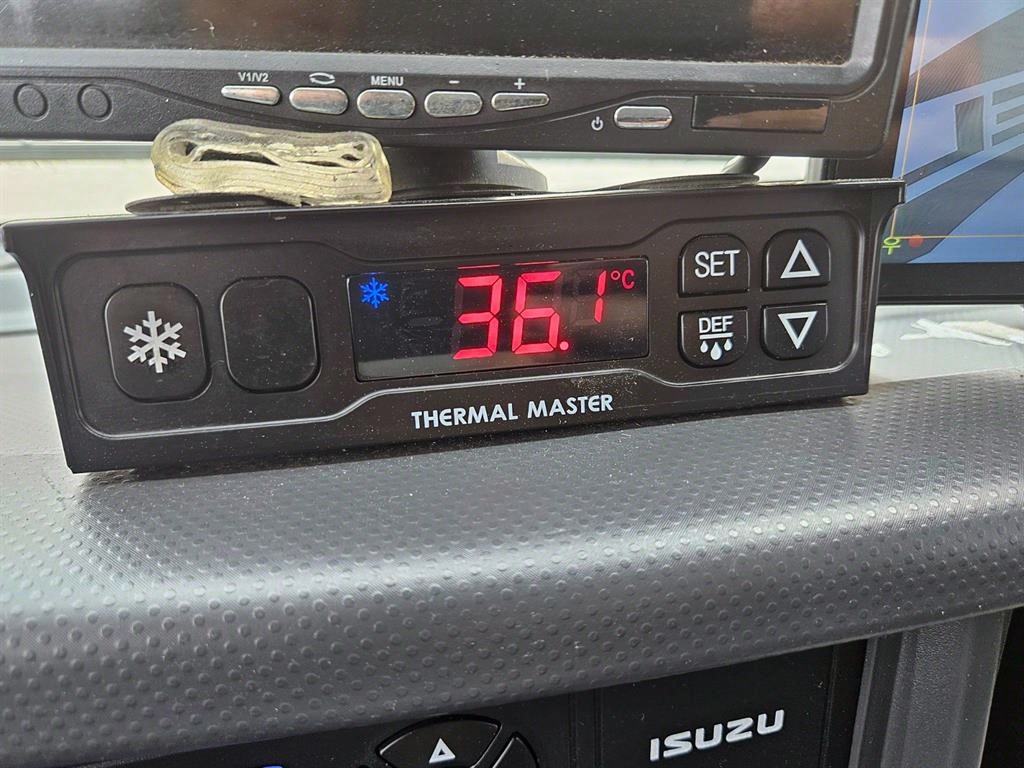 V1/V2
MENU
- +
SET
36.1°C
DEF
THERMAL MASTER
ISUZU